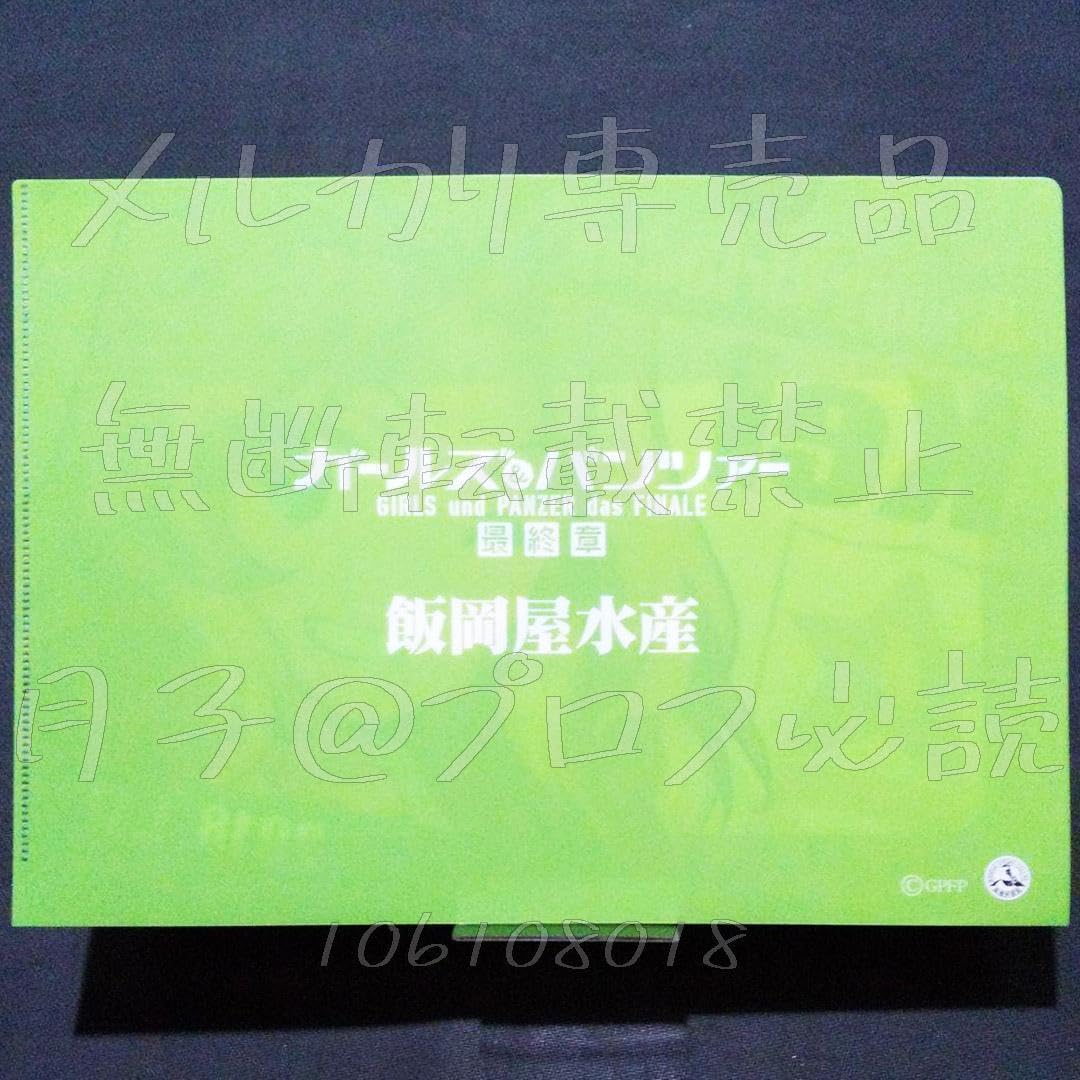 メルカリ専売品
無断転載禁止
ガールズ&パンツァー
GIRLS und PANZER das FINALE
最終章
飯岡屋水産
月子@プロフ必読
©GPFP
106108018